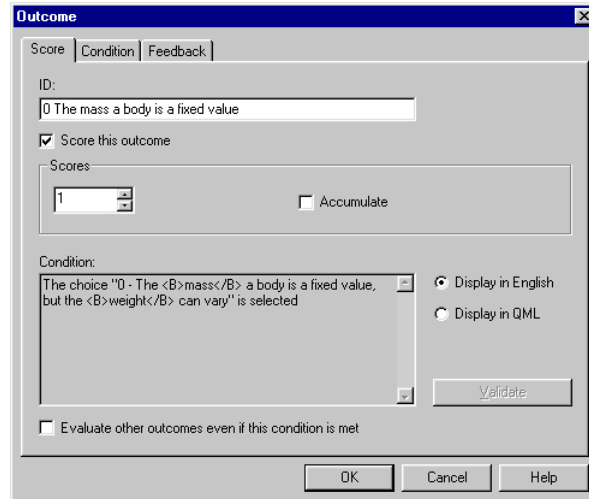 Outcome
Score Condition Feedback
ID:
0 The mass a body is a fixed value
Score this outcome
Scores
1
Accumulate
Condition:
The choice "0 - The <B>mass</B> a body is a fixed value,
but the <B>weight</B> can vary" is selected
Display in English
Display in QML
Validate
Evaluate other outcomes even if this condition is met
OK Cancel Help